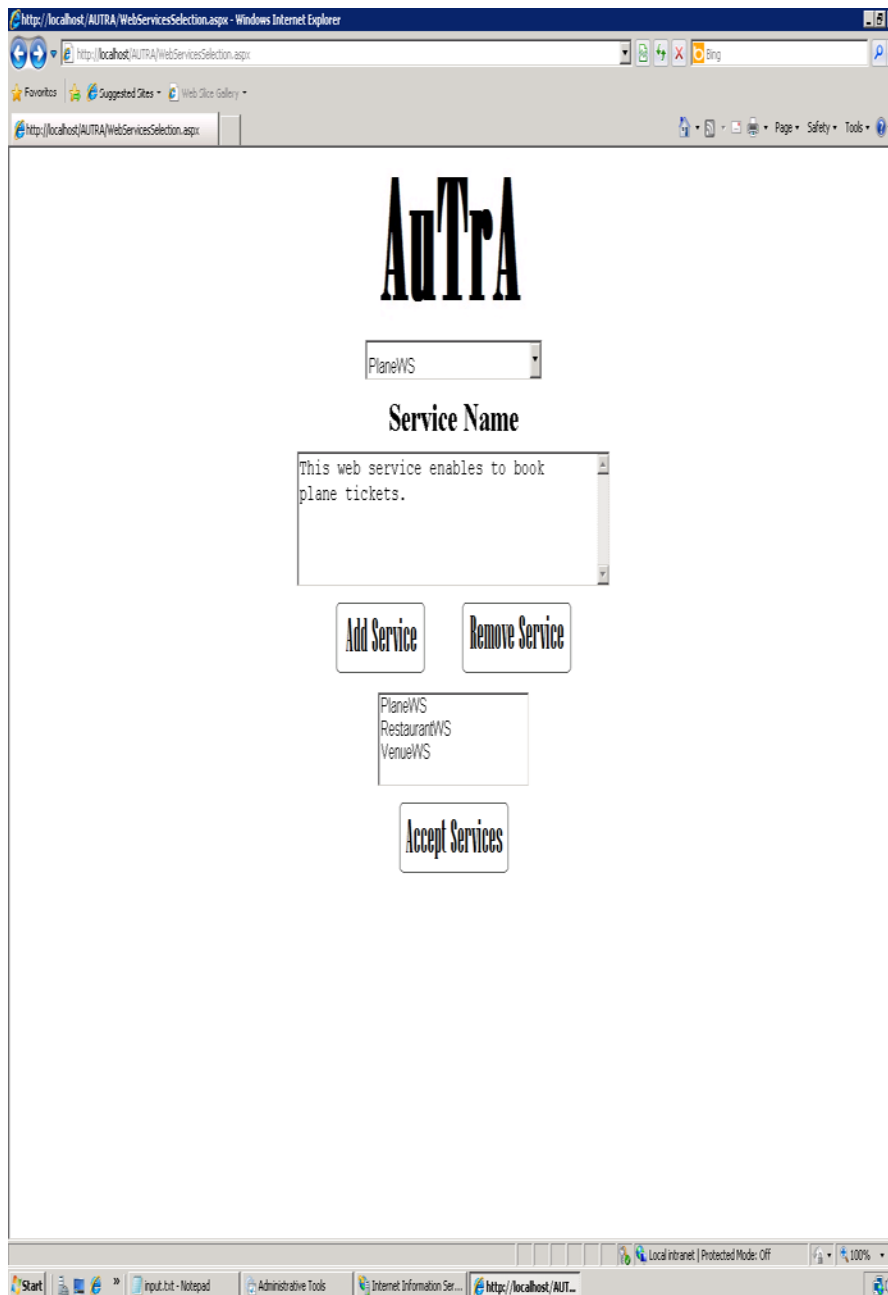 http://localhost/AUTRA/WebServicesSelection.aspx - Windows Internet Explorer
http://localhost/AUTRA/WebServicesSelection.aspx
Bing
Favorites
Suggested Sites
Web Slice Gallery
http://localhost/AUTRA/WebServicesSelection.aspx
Page
Safety
Tools
AuTrA
PlaneWS
Service Name
This web service enables to book
plane tickets.
Add Service
Remove Service
PlaneWS
RestaurantWS
VenueWS
Accept Services
Local intranet | Protected Mode: Off
100%
Start
»
input.txt - Notepad
Administrative Tools
Internet Information Ser...
http://localhost/AUT...